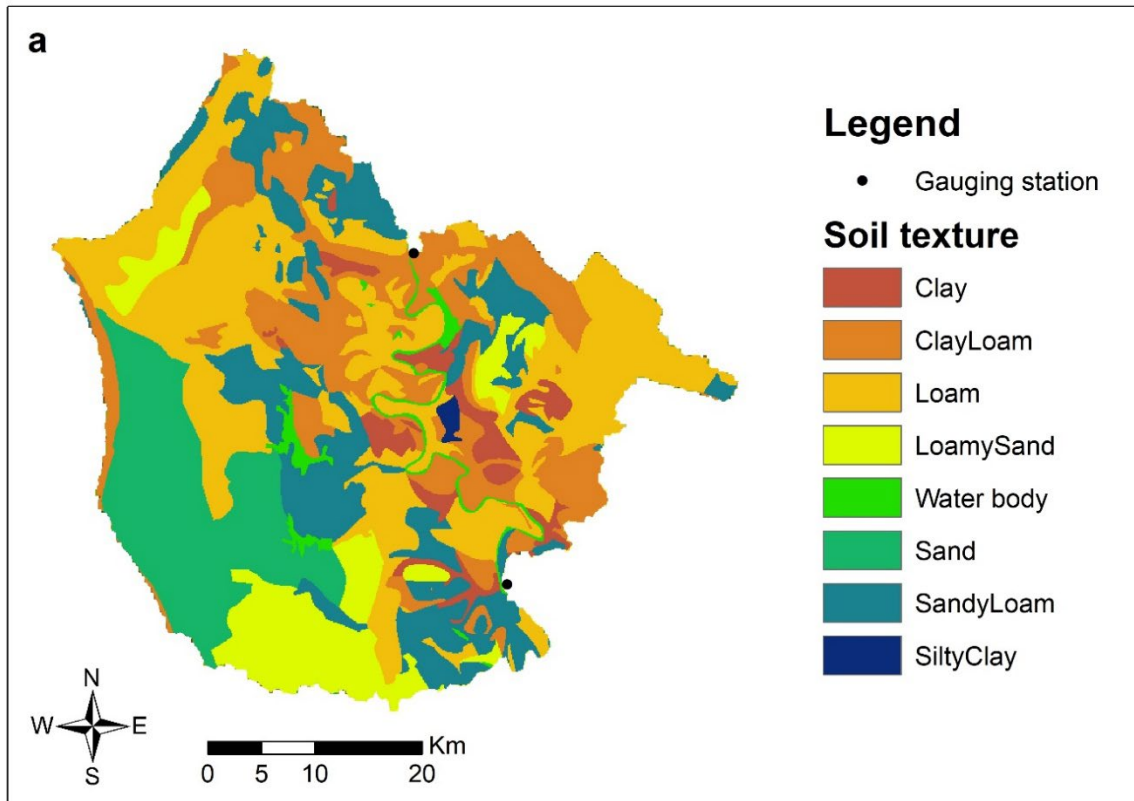 a
Legend
Gauging station
Soil texture
Clay
ClayLoam
Loam
LoamySand
Water body
Sand
SandyLoam
SiltyClay
N
W E
S
Km
0 5 10 20